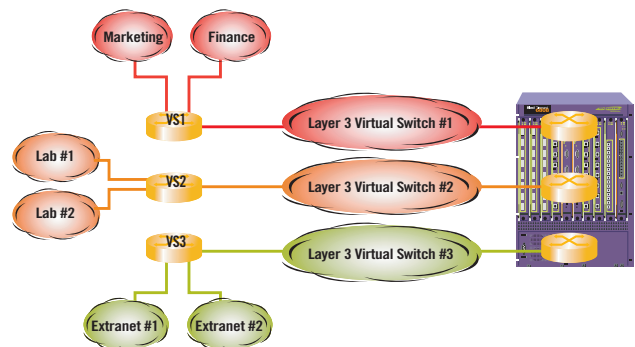 Marketing
Finance
VS1
Layer 3 Virtual Switch #1
Lab #1
VS2
Layer 3 Virtual Switch #2
Lab #2
VS3
Layer 3 Virtual Switch #3
Extranet #1
Extranet #2